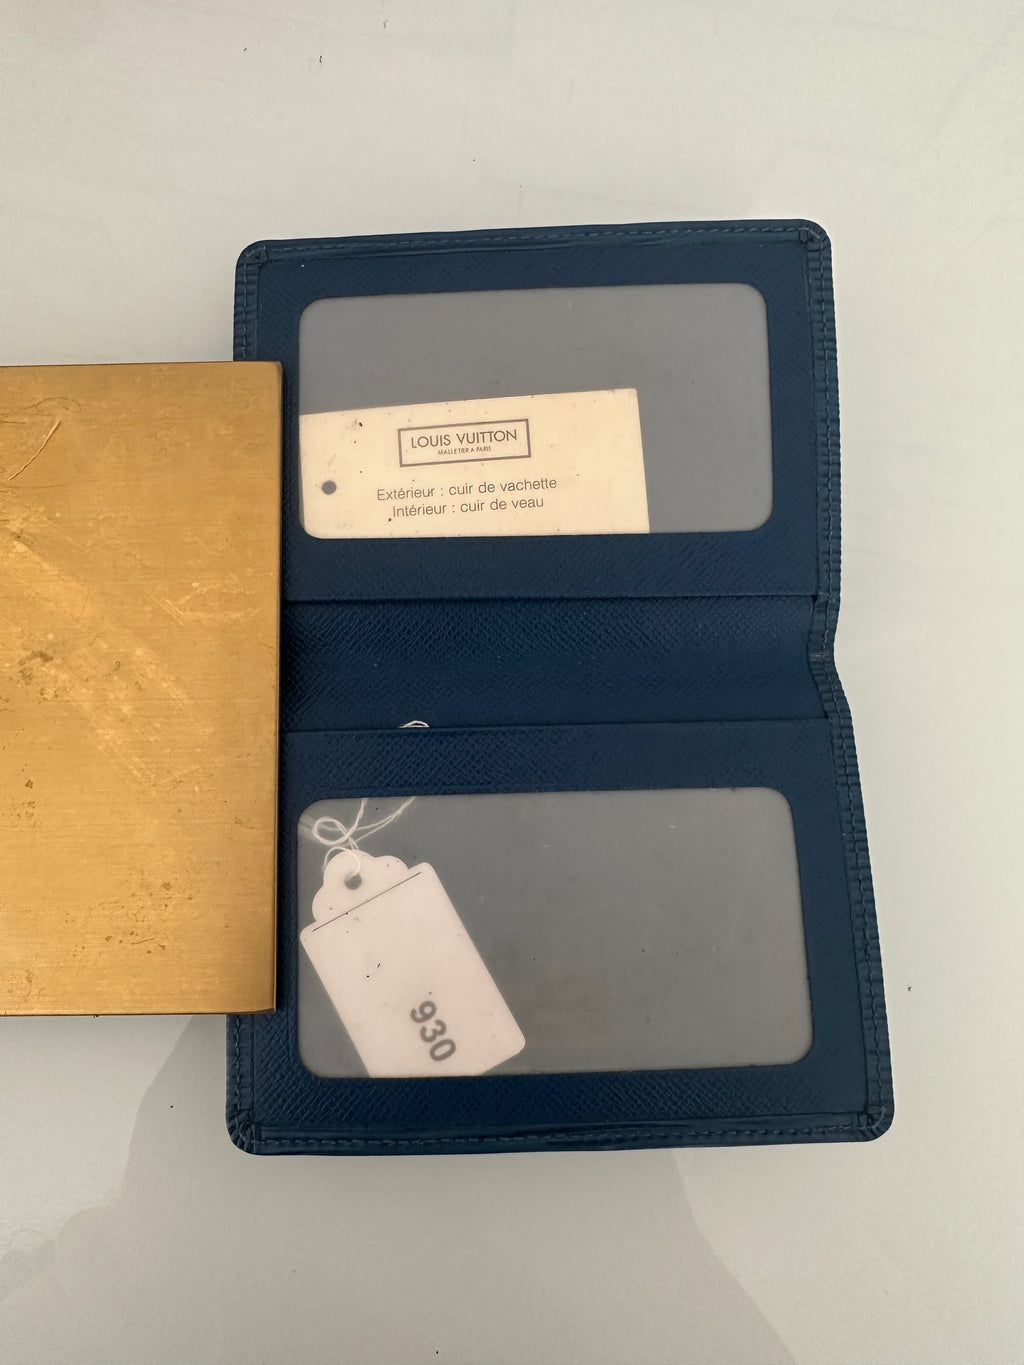 LOUIS VUITTON
MALLETIER A PARIS
Extérieur : cuir de vachette
Intérieur : cuir de veau
930